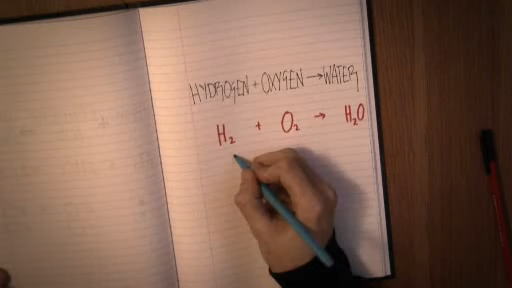 HYDROGEN + OXYGEN → WATER
H₂ + O₂ → H₂O